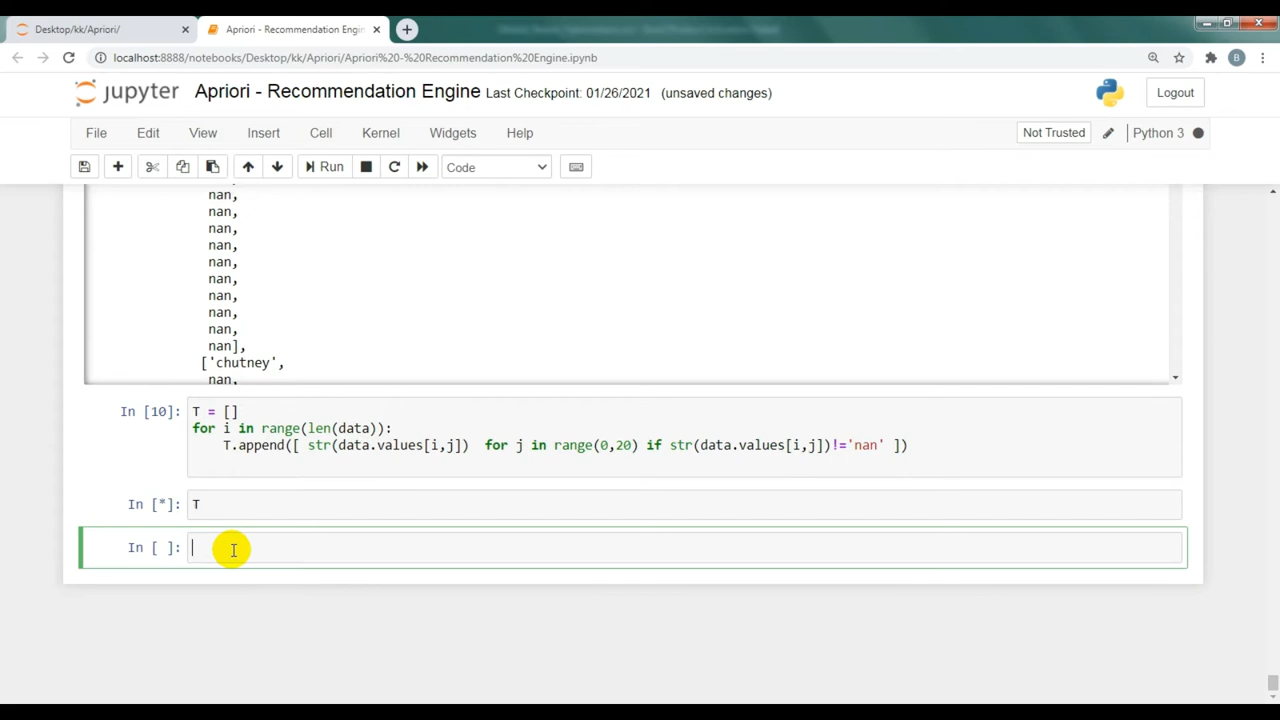 Desktop/kk/Apriori/
Apriori - Recommendation Engin
localhost:8888/notebooks/Desktop/kk/Apriori/Apriori%20-%20Recommendation%20Engine.ipynb
B
jupyter Apriori - Recommendation Engine Last Checkpoint: 01/26/2021 (unsaved changes)
Logout
File Edit View Insert Cell Kernel Widgets Help
Not Trusted
Python 3
Run
Code
nan,
nan,
nan,
nan,
nan,
nan,
nan,
nan,
nan,
nan],
['chutney',
nan,
In [10]: T = []
for i in range(len(data)):
T.append([ str(data.values[i,j]) for j in range(0,20) if str(data.values[i,j])!='nan' ])
In [*]: T
In [ ]: